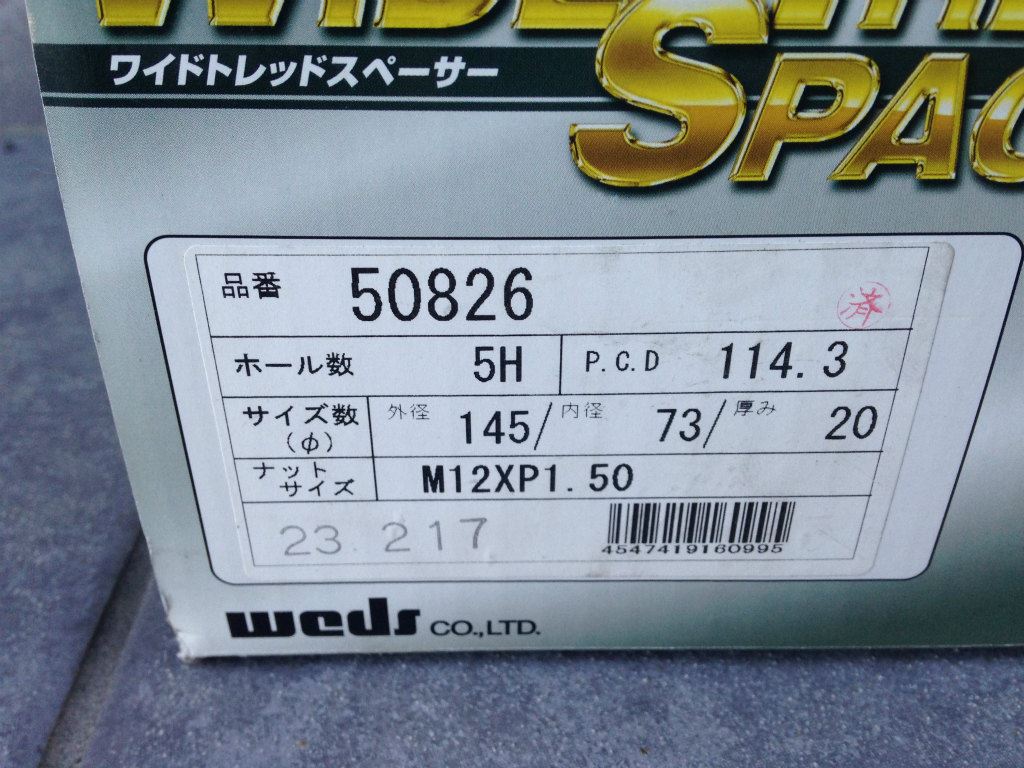 ワイドトレッドスペーサー
品番 50826 済
ホール数 5H P.C.D 114.3
サイズ数(φ) 外径 145/ 内径 73/ 厚み 20
ナットサイズ M12XP1.50
23 217
4547419160995
weds CO.,LTD.